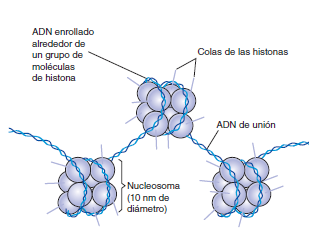 ADN enrollado
alrededor de
un grupo de
moléculas
de histona
Colas de las histonas
ADN de unión
Nucleosoma
(10 nm de
diámetro)